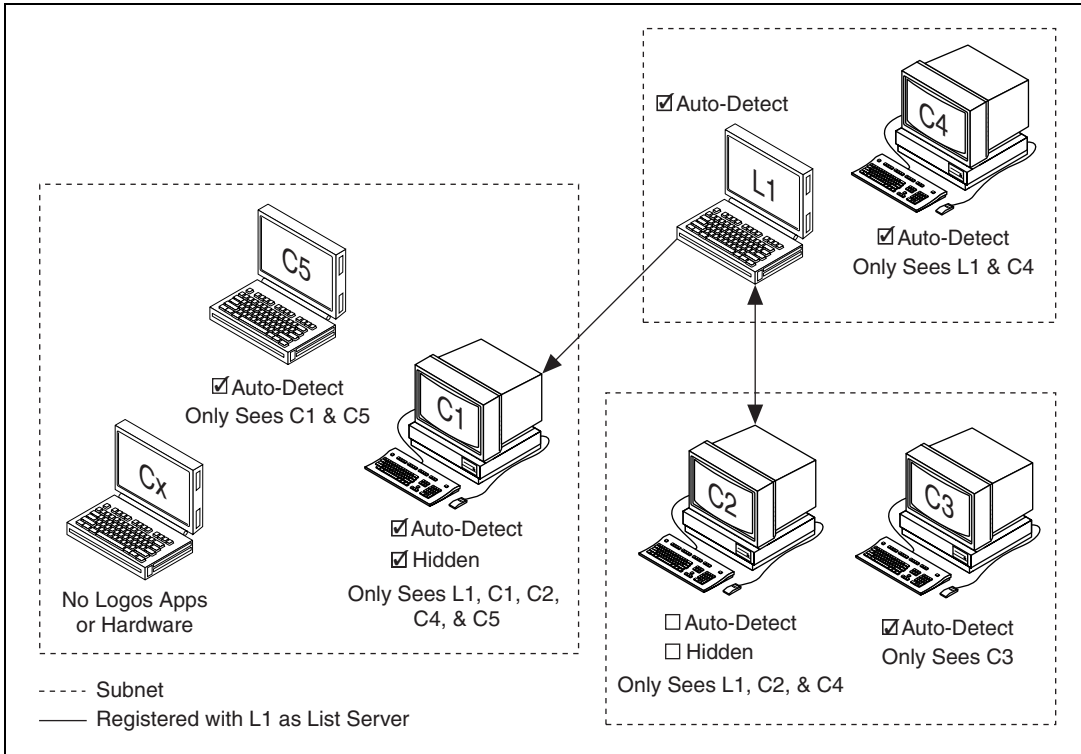 ☑ Auto-Detect
C4
L1
☑ Auto-Detect
Only Sees L1 & C4
C5
☑ Auto-Detect
Only Sees C1 & C5
C1
☑ Auto-Detect
☑ Hidden
Only Sees L1, C1, C2,
C4, & C5
Cx
No Logos Apps
or Hardware
C2
☐ Auto-Detect
☐ Hidden
Only Sees L1, C2, & C4
C3
☑ Auto-Detect
Only Sees C3
Subnet
Registered with L1 as List Server